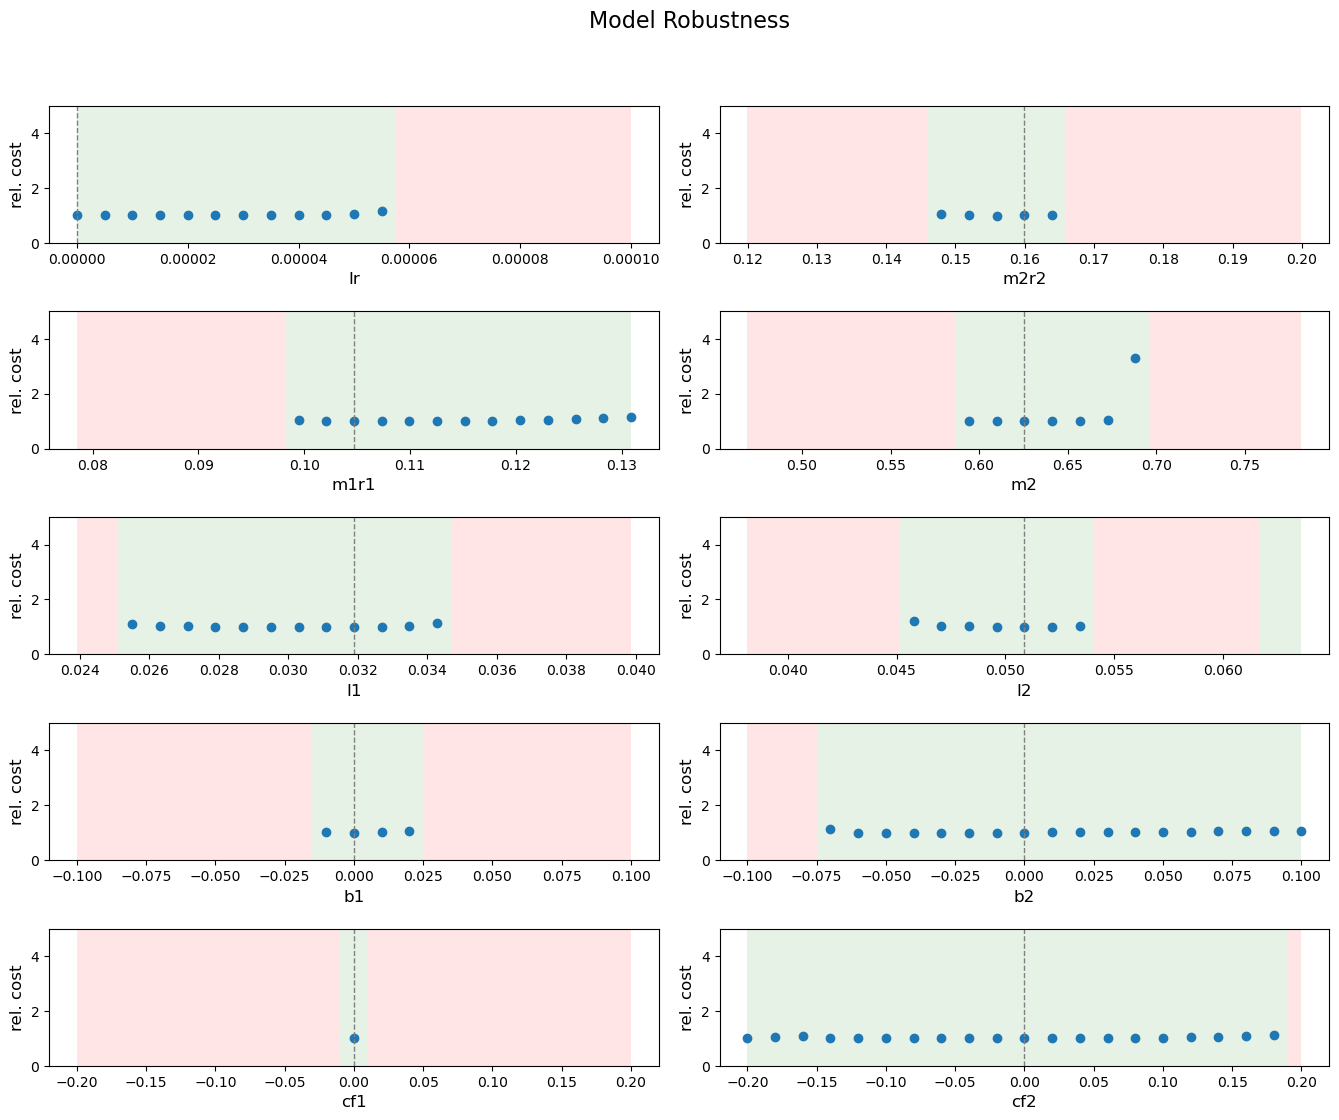 Model Robustness
rel. cost
4
2
0
0.00000 0.00002 0.00004 0.00006 0.00008 0.00010
Ir
rel. cost
4
2
0
0.12 0.13 0.14 0.15 0.16 0.17 0.18 0.19 0.20
m2r2
rel. cost
4
2
0
0.08 0.09 0.10 0.11 0.12 0.13
m1r1
rel. cost
4
2
0
0.50 0.55 0.60 0.65 0.70 0.75
m2
rel. cost
4
2
0
0.024 0.026 0.028 0.030 0.032 0.034 0.036 0.038 0.040
I1
rel. cost
4
2
0
0.040 0.045 0.050 0.055 0.060
I2
rel. cost
4
2
0
−0.100 −0.075 −0.050 −0.025 0.000 0.025 0.050 0.075 0.100
b1
rel. cost
4
2
0
−0.100 −0.075 −0.050 −0.025 0.000 0.025 0.050 0.075 0.100
b2
rel. cost
4
2
0
−0.20 −0.15 −0.10 −0.05 0.00 0.05 0.10 0.15 0.20
cf1
rel. cost
4
2
0
−0.20 −0.15 −0.10 −0.05 0.00 0.05 0.10 0.15 0.20
cf2